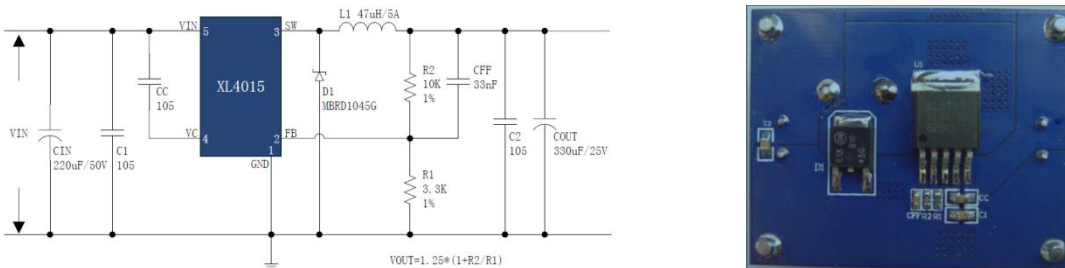 L1 47uH/5A
VIN
5
3
SW
CC
105
XL4015
R2
10K
1%
CFF
33nF
D1
MBRD1045G
VIN
CIN
220uF/50V
C1
105
VC
4
2
FB
1
GND
C2
105
COUT
330uF/25V
R1
3.3K
1%
VOUT=1.25*(1+R2/R1)
U1
C2
D1
CC
CFF R2 R1
C1